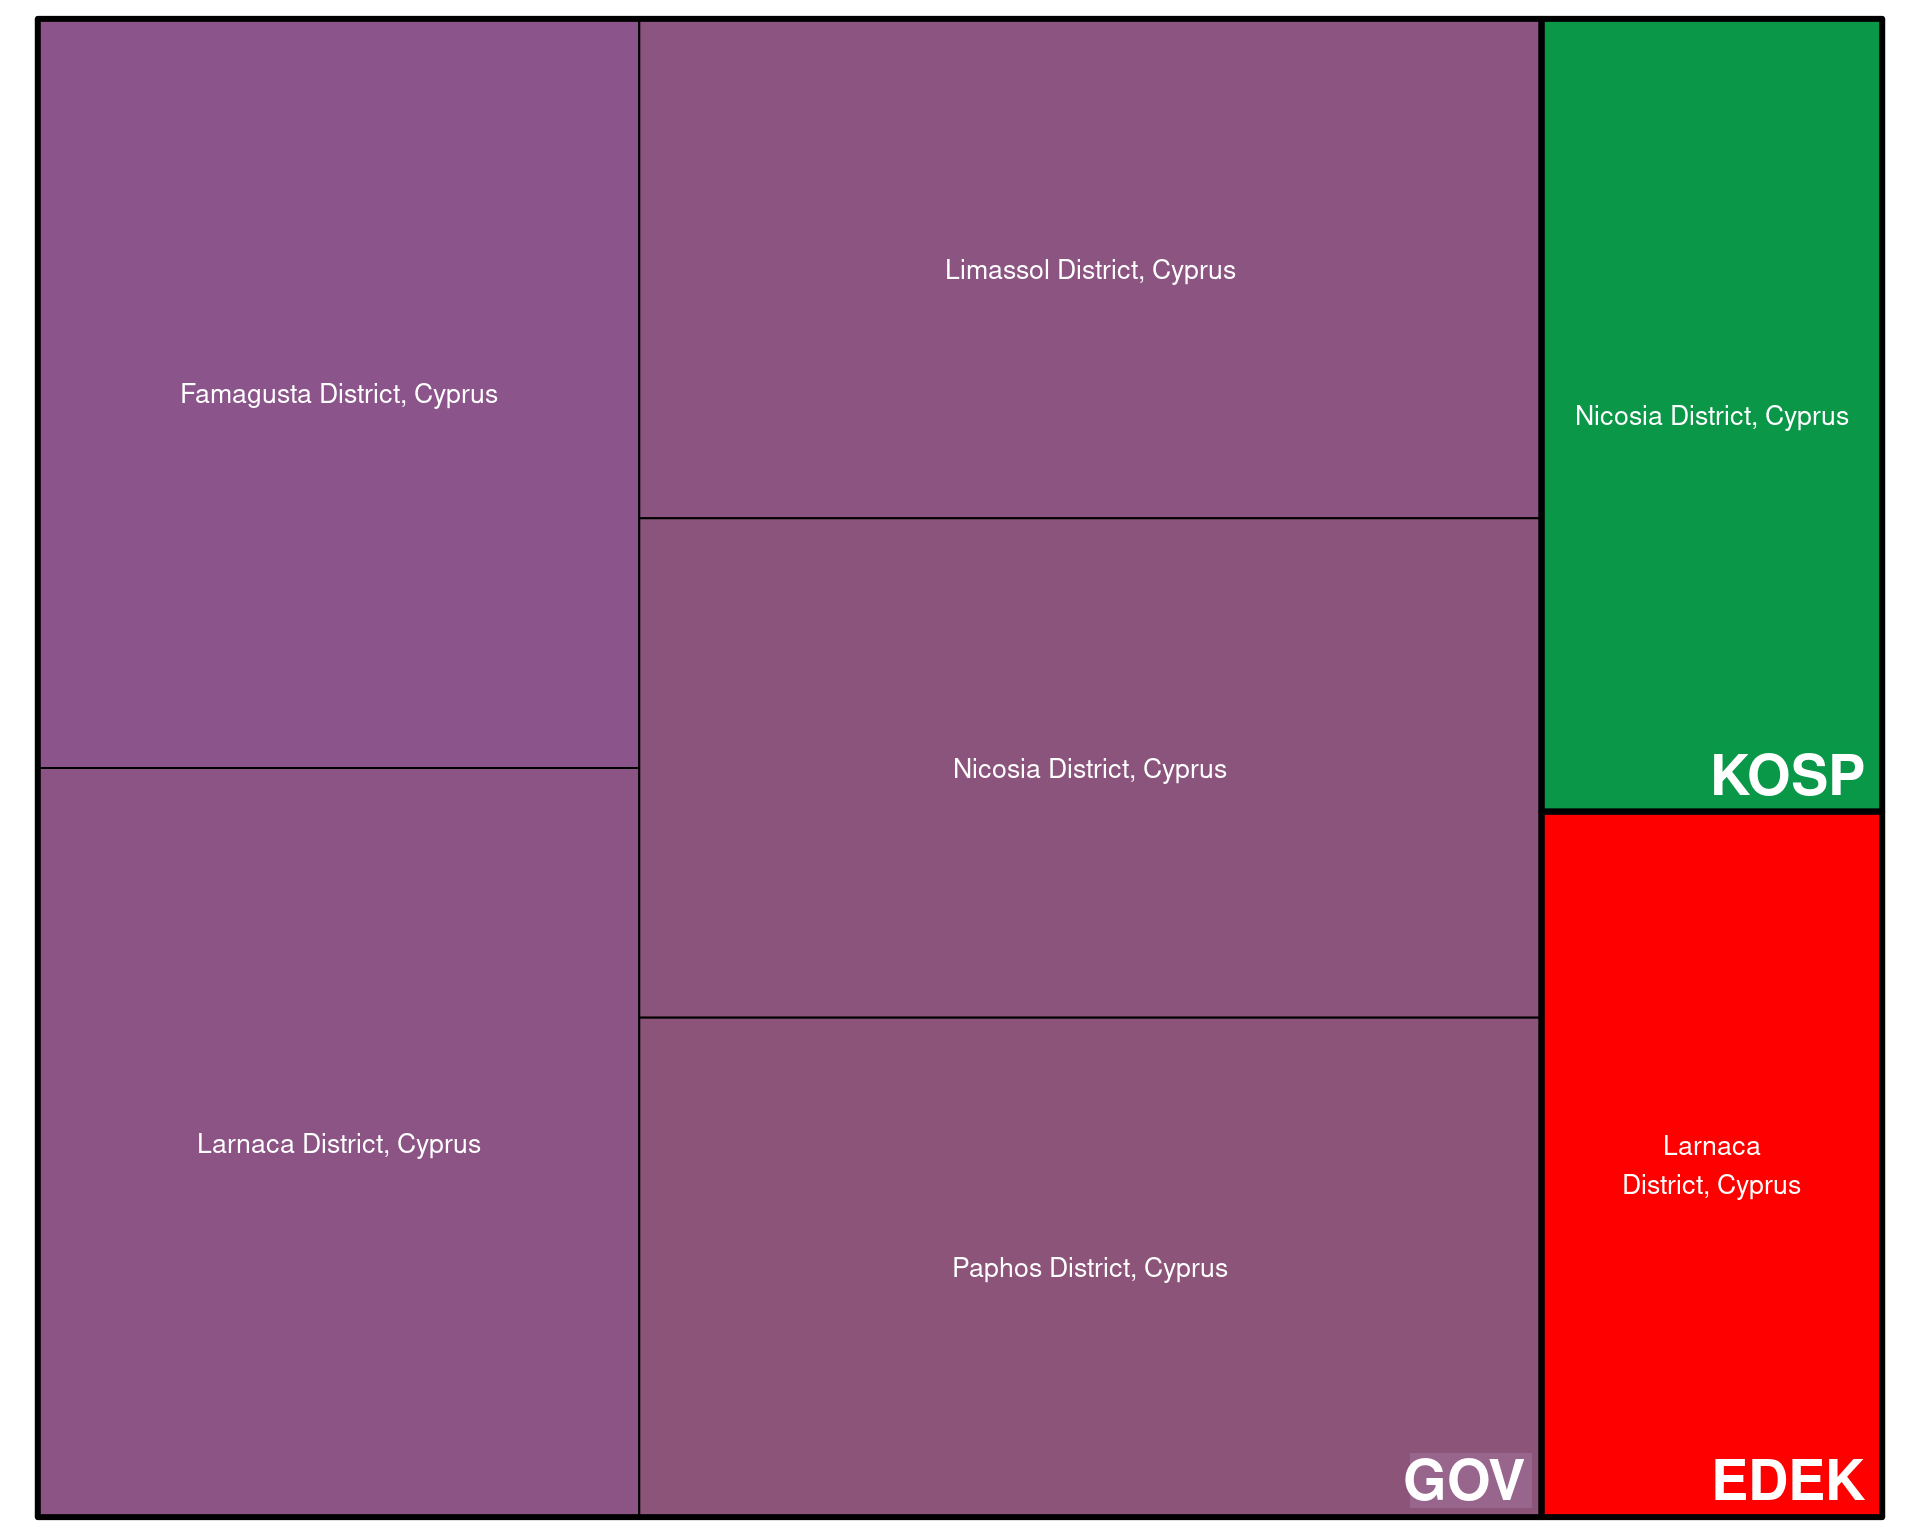 Famagusta District, Cyprus
Larnaca District, Cyprus
Limassol District, Cyprus
Nicosia District, Cyprus
Paphos District, Cyprus
GOV
Nicosia District, Cyprus
KOSP
Larnaca
District, Cyprus
EDEK